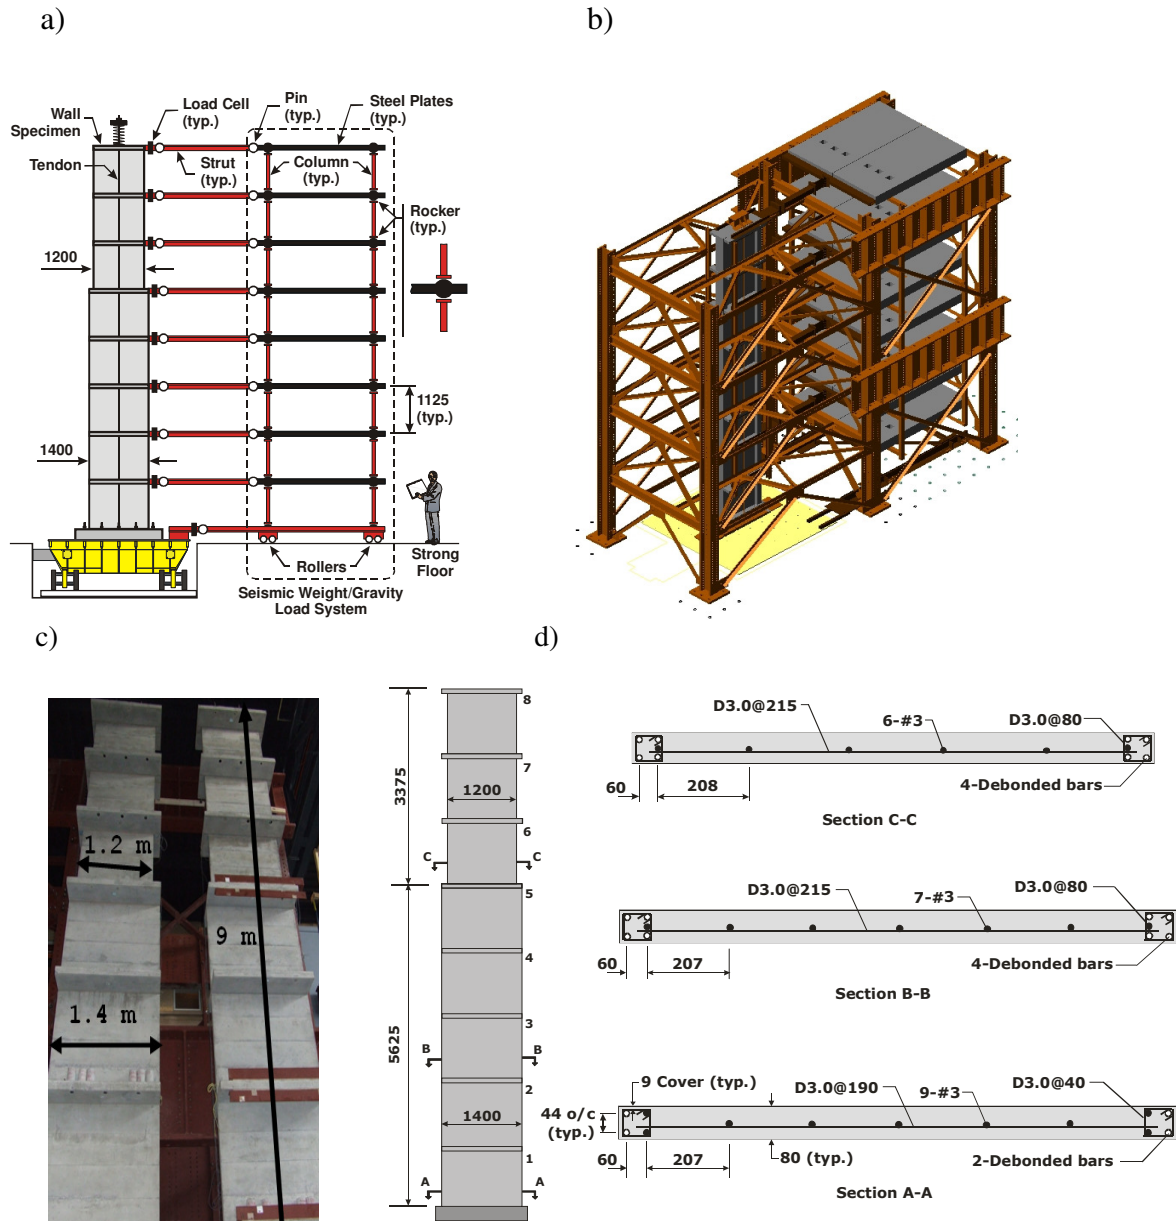 a)
b)
Load Cell
(typ.)
Pin
(typ.)
Steel Plates
(typ.)
Wall
Specimen
Tendon
Strut
(typ.)
Column
(typ.)
Rocker
(typ.)
1200
1125
(typ.)
1400
Rollers
Strong
Floor
Seismic Weight/Gravity
Load System
c)
d)
1.2 m
9 m
1.4 m
3375
5625
8
7
1200
6
C
C
5
4
3
B
B
2
1400
1
A
A
D3.0@215
6-#3
D3.0@80
60
208
4-Debonded bars
Section C-C
D3.0@215
7-#3
D3.0@80
60
207
4-Debonded bars
Section B-B
9 Cover (typ.)
D3.0@190
9-#3
D3.0@40
44 o/c
(typ.)
60
207
80 (typ.)
2-Debonded bars
Section A-A